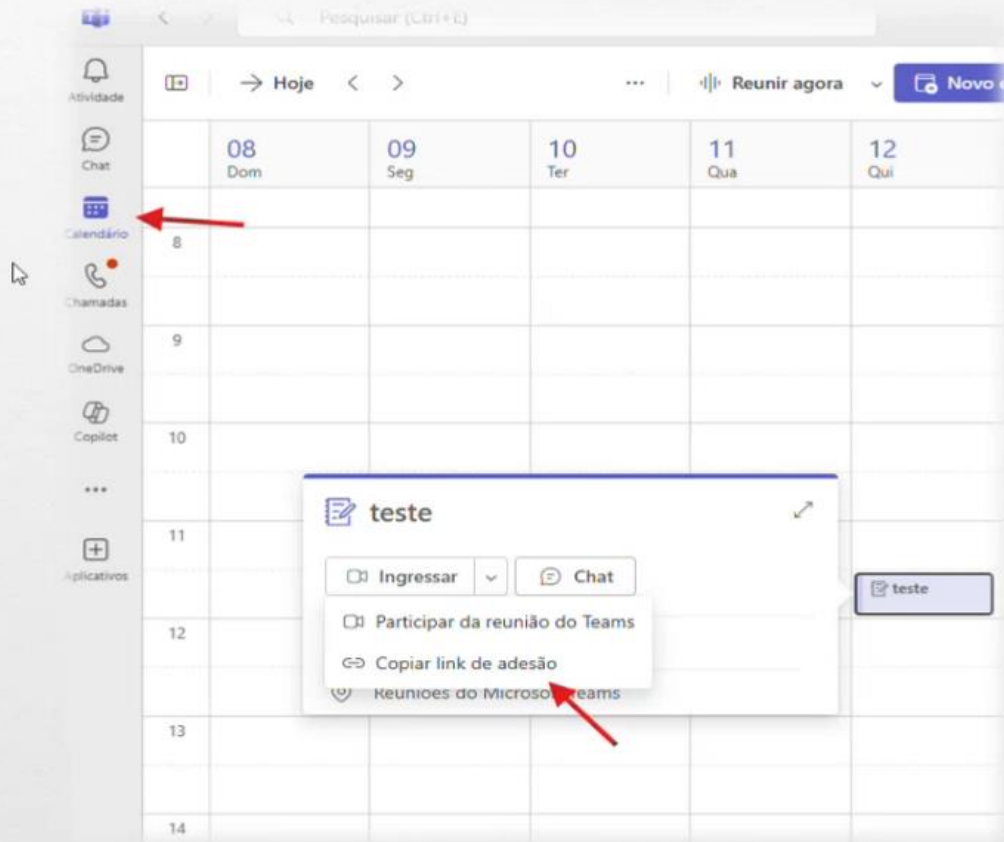 Pesquisar (Ctrl+E)
Atividade
Chat
Calendário
Chamadas
OneDrive
Copilot
Aplicativos
Hoje
Reunir agora
Novo
08
Dom
09
Seg
10
Ter
11
Qua
12
Qui
8
9
10
11
12
13
14
teste
Ingressar
Chat
Participar da reunião do Teams
Copiar link de adesão
Reuniões do Microsoft Teams
teste